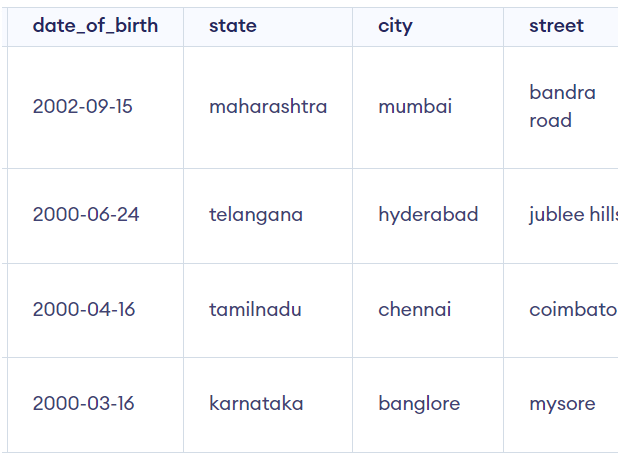 date_of_birth state city street
2002-09-15 maharashtra mumbai bandra
road
2000-06-24 telangana hyderabad jublee hills
2000-04-16 tamilnadu chennai coimbato
2000-03-16 karnataka banglore mysore